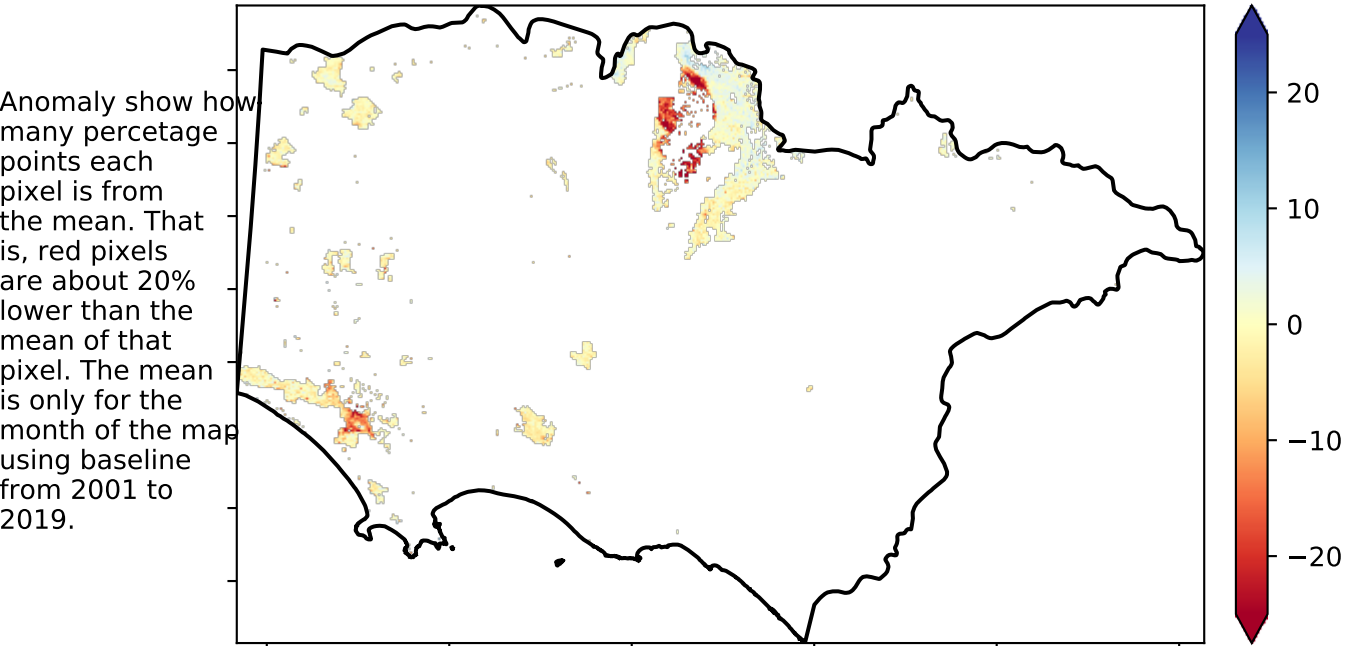 Anomaly show how
many percetage
points each
pixel is from
the mean. That
is, red pixels
are about 20%
lower than the
mean of that
pixel. The mean
is only for the
month of the map
using baseline
from 2001 to
2019.
20
10
0
−10
−20